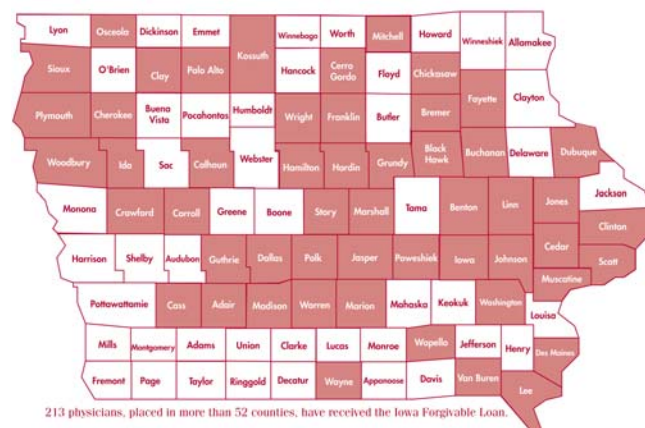 Lyon Osceola Dickinson Emmet Winnebago Worth Mitchell Howard Winneshiek Allamakee
Kossuth
Sioux O'Brien Clay Palo Alto Hancock Cerro Gordo Floyd Chickasaw
Fayette Clayton
Plymouth Cherokee Buena Vista Pocahontas Humboldt Wright Franklin Butler Bremer
Woodbury Ida Sac Calhoun Webster Hamilton Hardin Grundy Black Hawk Buchanan Delaware Dubuque
Jackson
Monona Crawford Carroll Greene Boone Story Marshall Tama Benton Linn Jones
Clinton
Harrison Shelby Audubon Guthrie Dallas Polk Jasper Poweshiek Iowa Johnson Cedar Scott
Muscatine
Pottawattamie Cass Adair Madison Warren Marion Mahaska Keokuk Washington Louisa
Mills Montgomery Adams Union Clarke Lucas Monroe Wapello Jefferson Henry Des Moines
Fremont Page Taylor Ringgold Decatur Wayne Appanoose Davis Van Buren Lee
213 physicians, placed in more than 52 counties, have received the Iowa Forgivable Loan.